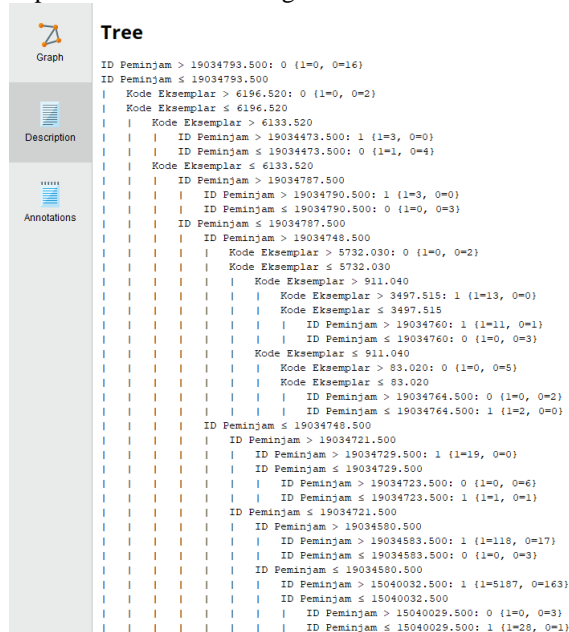 Tree
Graph
Description
Annotations
ID Peminjam > 19034793.500: 0 {1=0, 0=16}
ID Peminjam ≤ 19034793.500
| Kode Eksemplar > 6196.520: 0 {1=0, 0=2}
| Kode Eksemplar ≤ 6196.520
| | Kode Eksemplar > 6133.520
| | | ID Peminjam > 19034473.500: 1 {1=3, 0=0}
| | | ID Peminjam ≤ 19034473.500: 0 {1=1, 0=4}
| | Kode Eksemplar ≤ 6133.520
| | | ID Peminjam > 19034787.500
| | | | ID Peminjam > 19034790.500: 1 {1=3, 0=0}
| | | | ID Peminjam ≤ 19034790.500: 0 {1=0, 0=3}
| | | ID Peminjam ≤ 19034787.500
| | | | ID Peminjam > 19034748.500
| | | | | Kode Eksemplar > 5732.030: 0 {1=0, 0=2}
| | | | | Kode Eksemplar ≤ 5732.030
| | | | | | Kode Eksemplar > 911.040
| | | | | | | Kode Eksemplar > 3497.515: 1 {1=13, 0=0}
| | | | | | | Kode Eksemplar ≤ 3497.515
| | | | | | | | ID Peminjam > 19034760: 1 {1=11, 0=1}
| | | | | | | | ID Peminjam ≤ 19034760: 0 {1=0, 0=3}
| | | | | | Kode Eksemplar ≤ 911.040
| | | | | | | Kode Eksemplar > 83.020: 0 {1=0, 0=5}
| | | | | | | Kode Eksemplar ≤ 83.020
| | | | | | | | ID Peminjam > 19034764.500: 0 {1=0, 0=2}
| | | | | | | | ID Peminjam ≤ 19034764.500: 1 {1=2, 0=0}
| | | | ID Peminjam ≤ 19034748.500
| | | | | ID Peminjam > 19034721.500
| | | | | | ID Peminjam > 19034729.500: 1 {1=19, 0=0}
| | | | | | ID Peminjam ≤ 19034729.500
| | | | | | | ID Peminjam > 19034723.500: 0 {1=0, 0=6}
| | | | | | | ID Peminjam ≤ 19034723.500: 1 {1=1, 0=1}
| | | | | ID Peminjam ≤ 19034721.500
| | | | | | ID Peminjam > 19034580.500
| | | | | | | ID Peminjam > 19034583.500: 1 {1=118, 0=17}
| | | | | | | ID Peminjam ≤ 19034583.500: 0 {1=0, 0=3}
| | | | | | ID Peminjam ≤ 19034580.500
| | | | | | | ID Peminjam > 15040032.500: 1 {1=5187, 0=163}
| | | | | | | ID Peminjam ≤ 15040032.500
| | | | | | | | ID Peminjam > 15040029.500: 0 {1=0, 0=3}
| | | | | | | | ID Peminjam ≤ 15040029.500: 1 {1=28, 0=1}